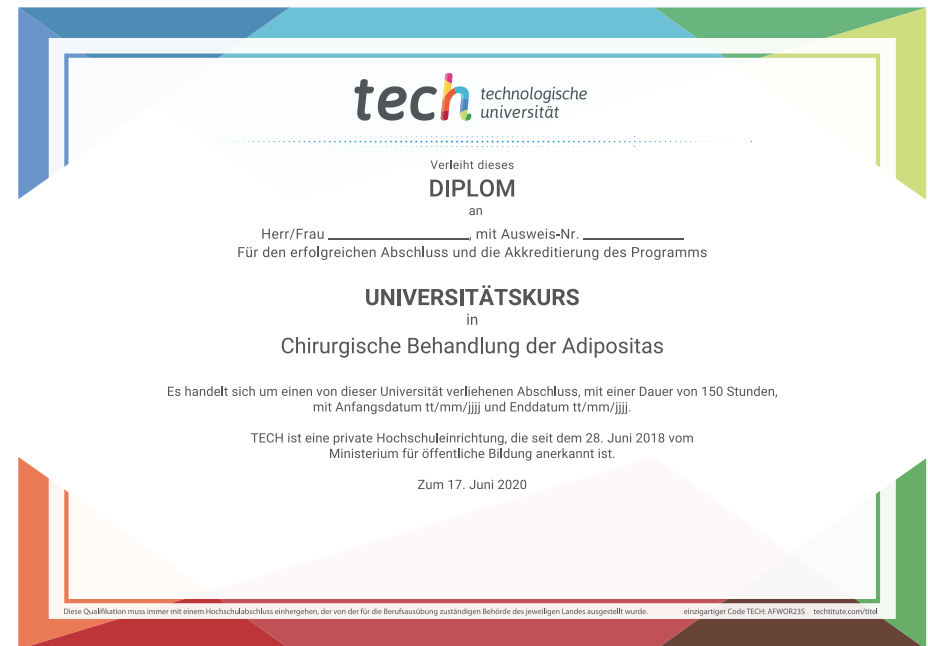 tech technologische
universität
Verleiht dieses
DIPLOM
an
Herr/Frau ____________, mit Ausweis-Nr. ____________
Für den erfolgreichen Abschluss und die Akkreditierung des Programms
UNIVERSITÄTSKURS
in
Chirurgische Behandlung der Adipositas
Es handelt sich um einen von dieser Universität verliehenen Abschluss, mit einer Dauer von 150 Stunden,
mit Anfangsdatum tt/mm/jjjj und Enddatum tt/mm/jjjj.
TECH ist eine private Hochschuleinrichtung, die seit dem 28. Juni 2018 vom
Ministerium für öffentliche Bildung anerkannt ist.
Zum 17. Juni 2020
Diese Qualifikation muss immer mit einem Hochschulabschluss einhergehen, der von der für die Berufsausübung zuständigen Behörde des jeweiligen Landes ausgestellt wurde. einzigartiger Code TECH: AFWOR23S techtitute.com/titel